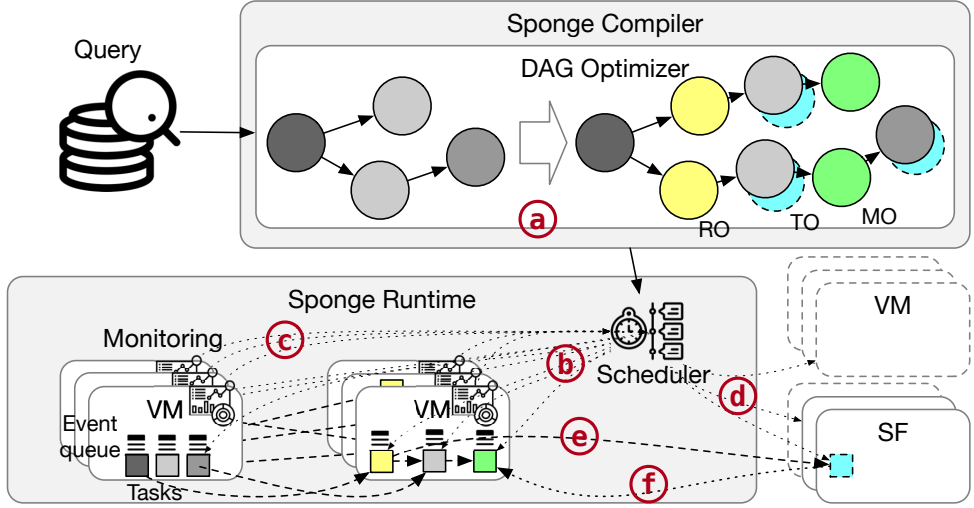 Sponge Compiler
Query
DAG Optimizer
a
RO
TO
MO
Sponge Runtime
Monitoring
c
b
Scheduler
VM
d
VM
VM
Event
queue
Tasks
e
f
SF